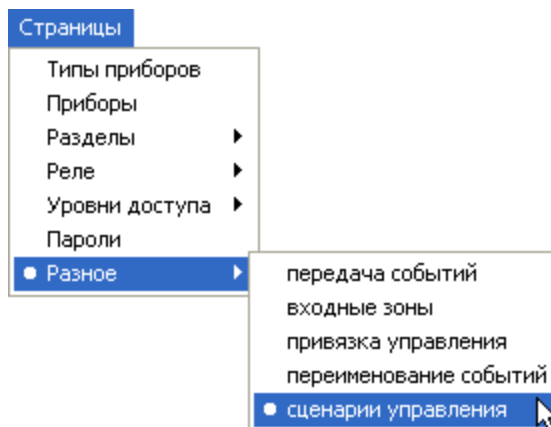 Страницы
Типы приборов
Приборы
Разделы
Реле
Уровни доступа
Пароли
Разное
передача событий
входные зоны
привязка управления
переименование событий
сценарии управления